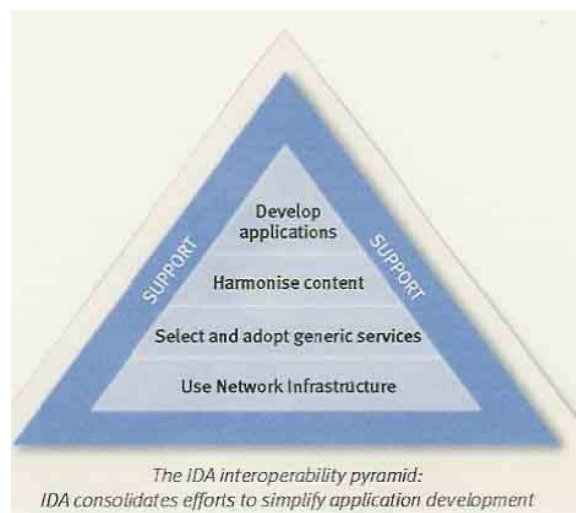 Develop
applications
SUPPORT
SUPPORT
Harmonise content
Select and adopt generic services
Use Network Infrastructure
The IDA interoperability pyramid:
IDA consolidates efforts to simplify application development